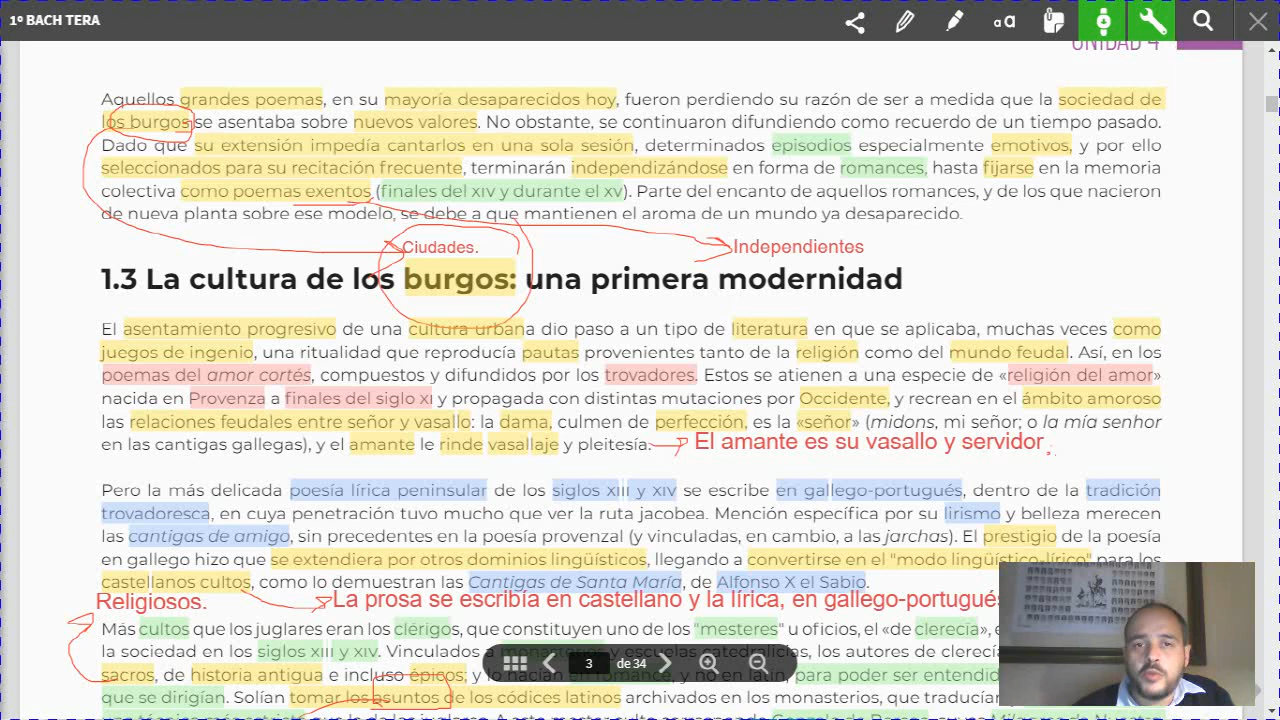 1º BACH TERA
UNIDAD 4
Aquellos grandes poemas, en su mayoría desaparecidos hoy, fueron perdiendo su razón de ser a medida que la sociedad de
los burgos se asentaba sobre nuevos valores. No obstante, se continuaron difundiendo como recuerdo de un tiempo pasado.
Dado que su extensión impedía cantarlos en una sola sesión, determinados episodios especialmente emotivos, y por ello
seleccionados para su recitación frecuente, terminarán independizándose en forma de romances, hasta fijarse en la memoria
colectiva como poemas exentos (finales del XIV y durante el XV). Parte del encanto de aquellos romances, y de los que nacieron
de nueva planta sobre ese modelo, se debe a que mantienen el aroma de un mundo ya desaparecido.
Ciudades. Independientes
1.3 La cultura de los burgos: una primera modernidad
El asentamiento progresivo de una cultura urbana dio paso a un tipo de literatura en que se aplicaba, muchas veces como
juegos de ingenio, una ritualidad que reproducía pautas provenientes tanto de la religión como del mundo feudal. Así, en los
poemas del amor cortés, compuestos y difundidos por los trovadores. Estos se atienen a una especie de «religión del amor»
nacida en Provenza a finales del siglo XI y propagada con distintas mutaciones por Occidente, y recrean en el ámbito amoroso
las relaciones feudales entre señor y vasallo: la dama, culmen de perfección, es la «señor» (midons, mi señor; o la mía senhor
en las cantigas gallegas), y el amante le rinde vasallaje y pleitesía. El amante es su vasallo y servidor.
Pero la más delicada poesía lírica peninsular de los siglos XIII y XIV se escribe en gallego-portugués, dentro de la tradición
trovadoresca, en cuya penetración tuvo mucho que ver la ruta jacobea. Mención específica por su lirismo y belleza merecen
las cantigas de amigo, sin precedentes en la poesía provenzal (y vinculadas, en cambio, a las jarchas). El prestigio de la poesía
en gallego hizo que se extendiera por otros dominios lingüísticos, llegando a convertirse en el "modo lingüístico-lírico" para los
castellanos cultos, como lo muestran las Cantigas de Santa María, de Alfonso X el Sabio.
Religiosos. La prosa se escribía en castellano y la lírica, en gallego-portugués
Más cultos que los juglares eran los clérigos, que constituyen uno de los "mesteres" u oficios, el «de clerecía»,
la sociedad en los siglos XIII y XIV. Vinculados a monasterios y escuelas catedralicias, los autores de clerecía
sacros, de historia antigua e incluso épicos; y lo hacían en romance, y no en latín, para poder ser entendid
que se dirigían. Solían tomar los asuntos de los códices latinos archivados en los monasterios, que traducían
3 de 34